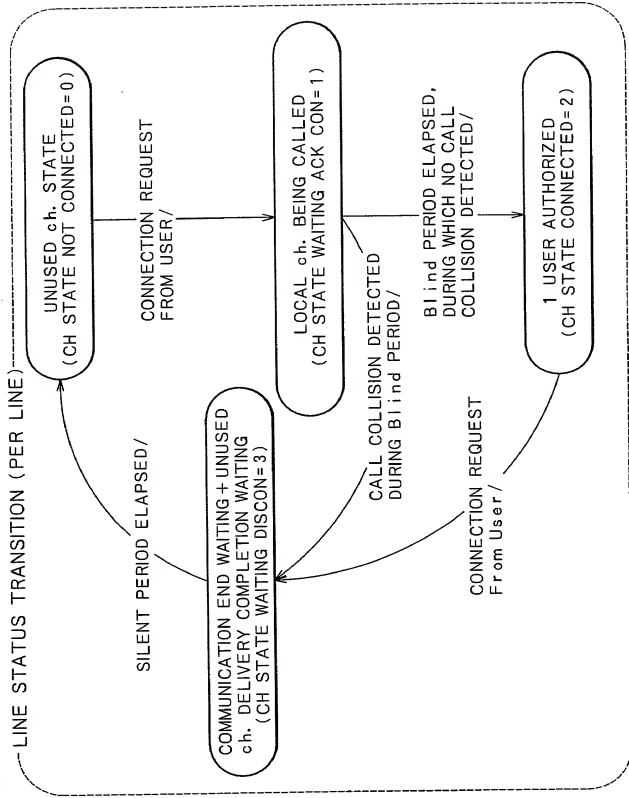 LINE STATUS TRANSITION (PER LINE)
UNUSED ch. STATE
(CH STATE NOT CONNECTED=0)
CONNECTION REQUEST
FROM USER/
SILENT PERIOD ELAPSED/
LOCAL ch. BEING CALLED
(CH STATE WAITING ACK CON=1)
COMMUNICATION END WAITING+UNUSED
ch. DELIVERY COMPLETION WAITING
(CH STATE WAITING DISCON=3)
CALL COLLISION DETECTED
DURING Blind PERIOD/
Blind PERIOD ELAPSED,
DURING WHICH NO CALL
COLLISION DETECTED/
1 USER AUTHORIZED
(CH STATE CONNECTED=2)
CONNECTION REQUEST
From User/